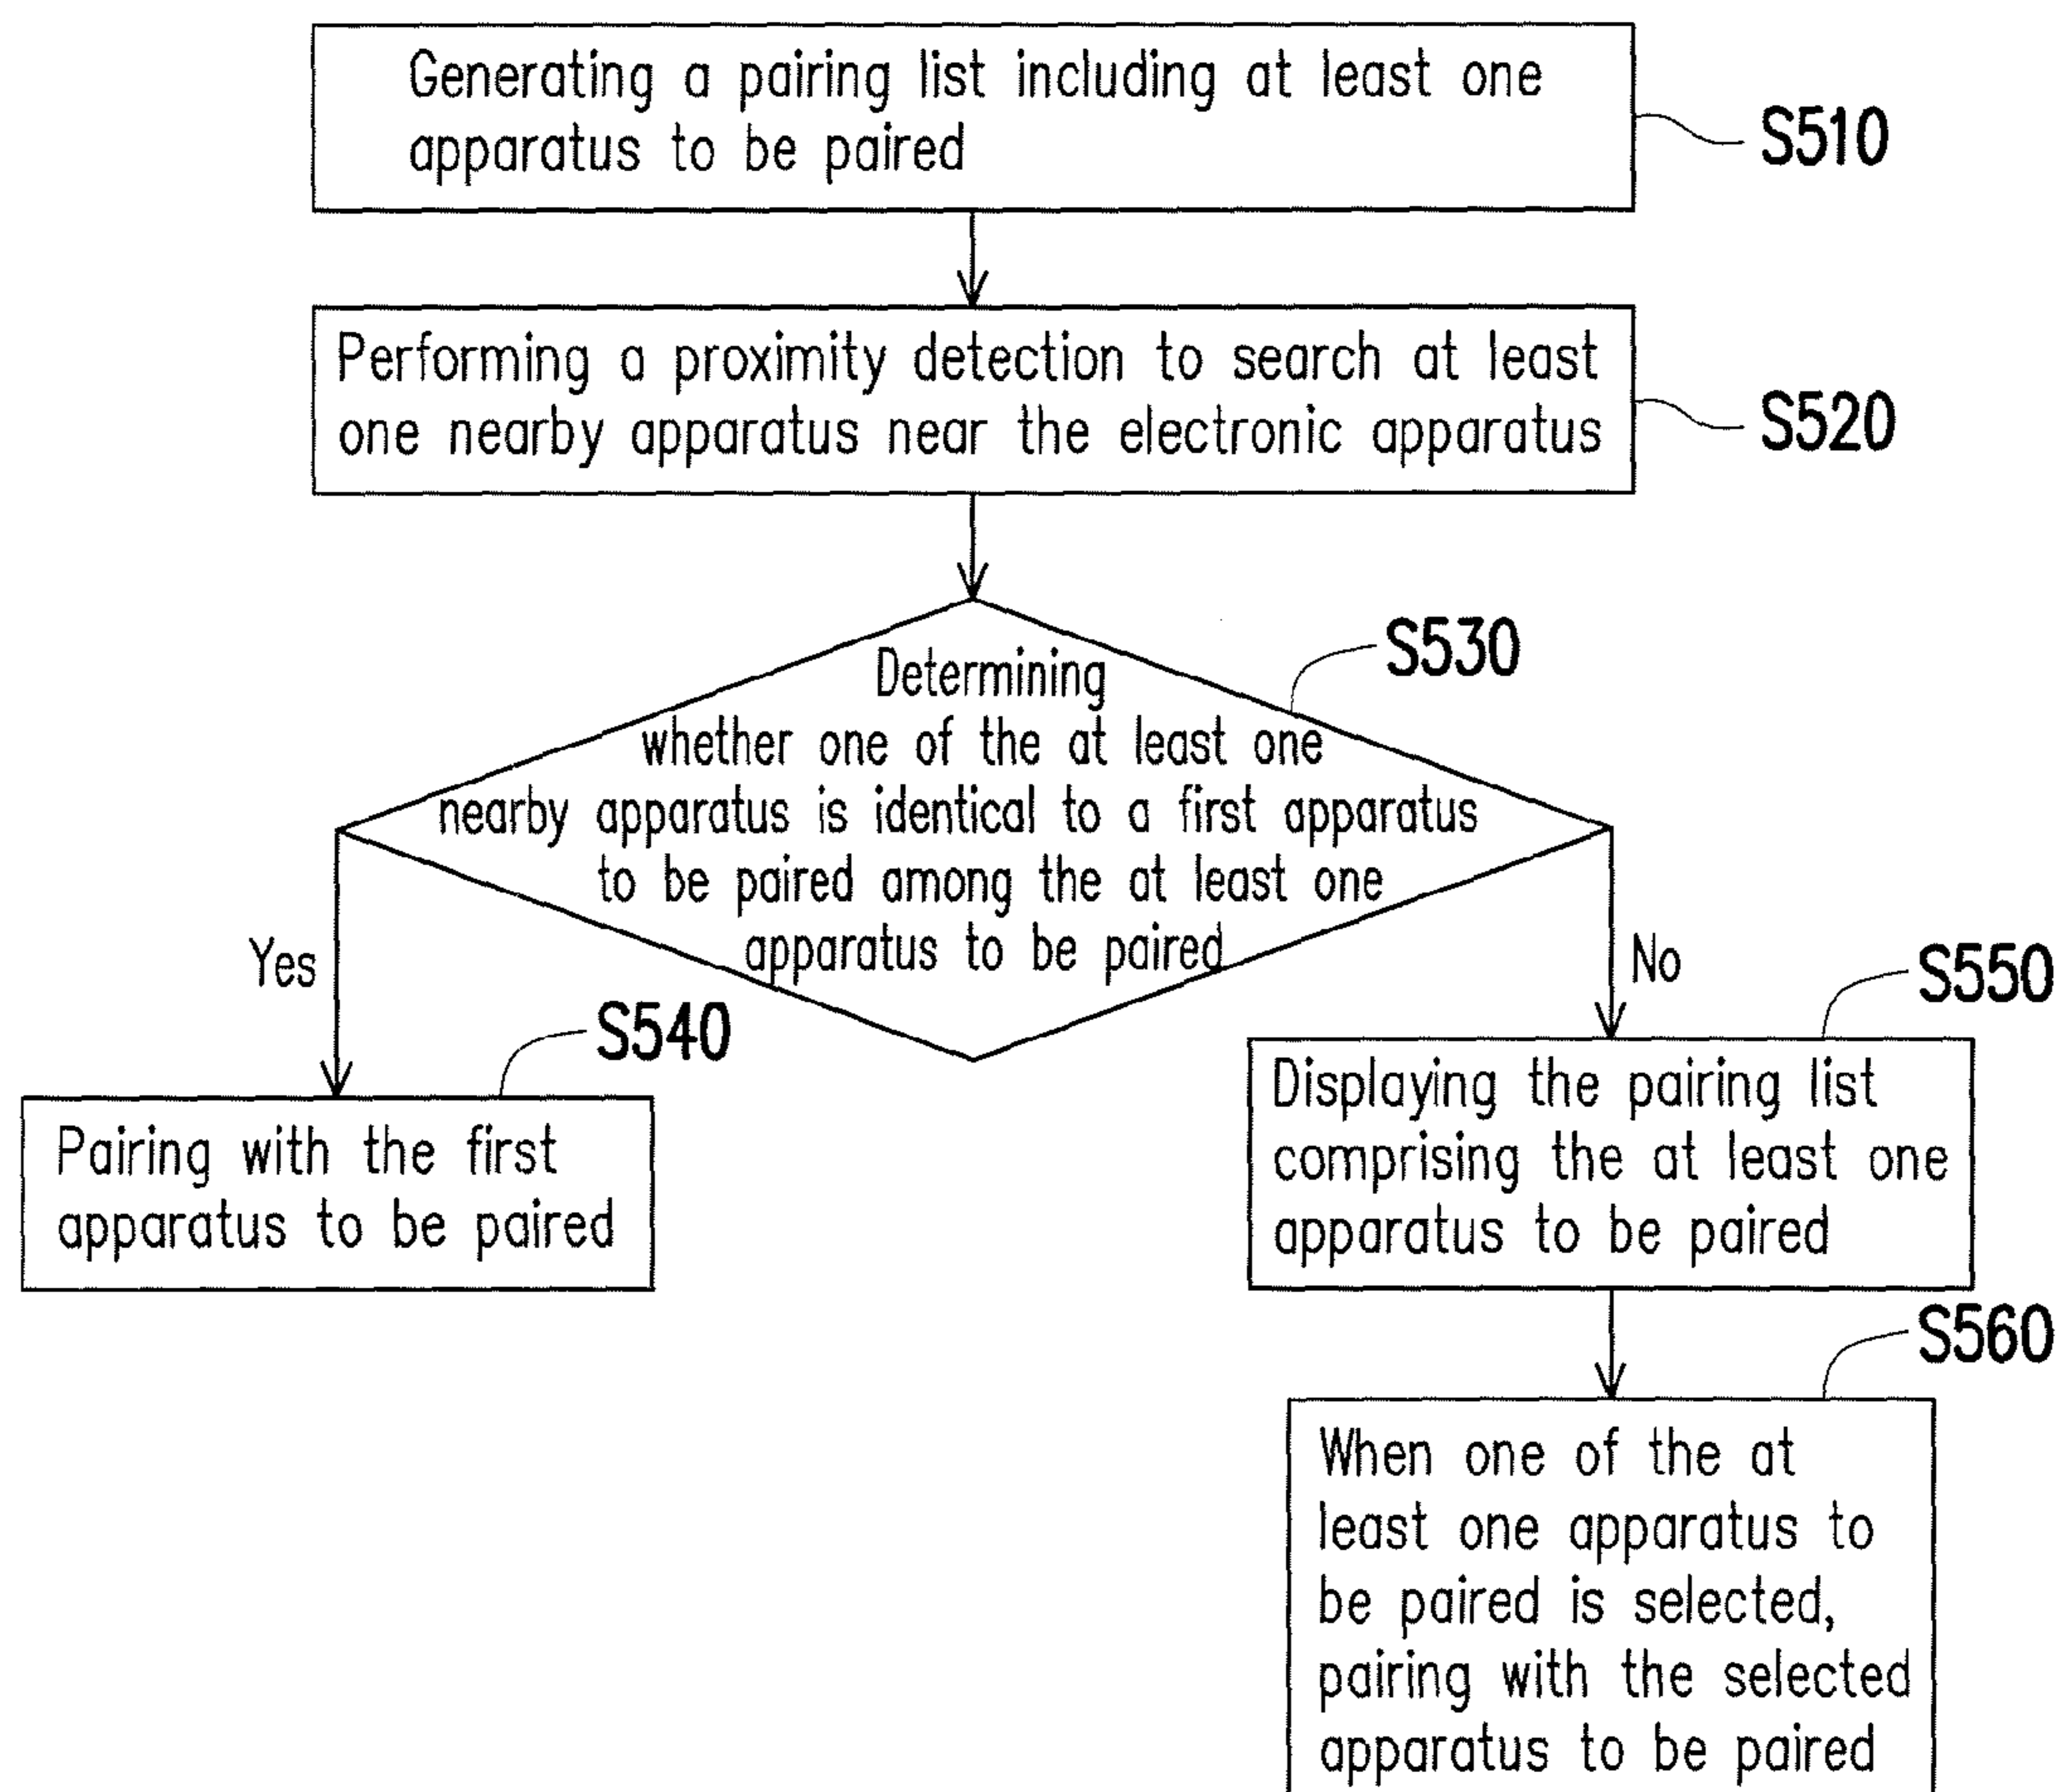 Generating a pairing list including at least one
apparatus to be paired
S510
Performing a proximity detection to search at least
one nearby apparatus near the electronic apparatus
S520
Determining
whether one of the at least one
nearby apparatus is identical to a first apparatus
to be paired among the at least one
apparatus to be paired
S530
Yes
No
S540
Pairing with the first
apparatus to be paired
S550
Displaying the pairing list
comprising the at least one
apparatus to be paired
S560
When one of the at
least one apparatus to
be paired is selected,
pairing with the selected
apparatus to be paired